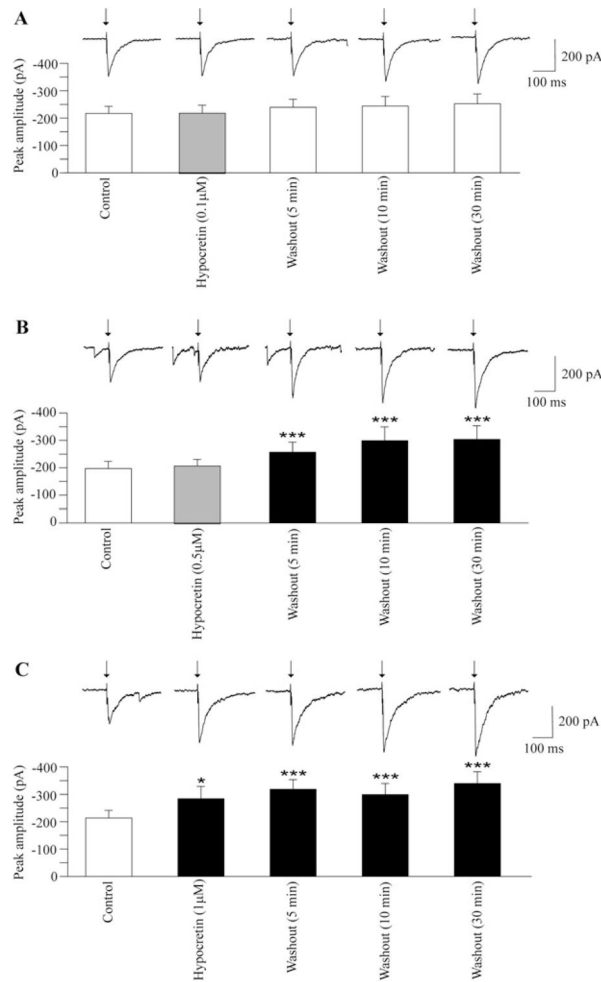 A
200 pA
100 ms
Peak amplitude (pA)
-400
-300
-200
-100
0
Control
Hypocretin (0.1µM)
Washout (5 min)
Washout (10 min)
Washout (30 min)
B
200 pA
100 ms
Peak amplitude (pA)
-400
-300
-200
-100
0
*** *** ***
Control
Hypocretin (0.5µM)
Washout (5 min)
Washout (10 min)
Washout (30 min)
C
200 pA
100 ms
Peak amplitude (pA)
-400
-300
-200
-100
0
* *** *** ***
Control
Hypocretin (1µM)
Washout (5 min)
Washout (10 min)
Washout (30 min)